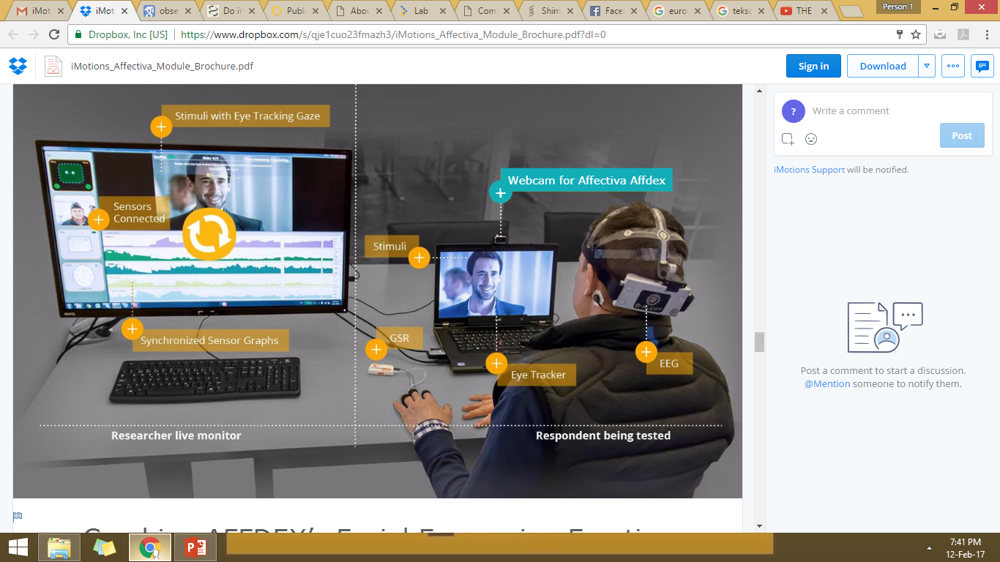 iMot
iMot
obse
Do i
Publi
Abou
Lab
Com
Shim
Facel
euro
teks
THE
Person 1
Dropbox, Inc [US]
https://www.dropbox.com/s/qje1cuo23fmazh3/iMotions_Affectiva_Module_Brochure.pdf?dl=0
iMotions_Affectiva_Module_Brochure.pdf
Sign in
Download
Stimuli with Eye Tracking Gaze
Sensors
Connected
Synchronized Sensor Graphs
Webcam for Affectiva Affdex
Stimuli
GSR
Eye Tracker
EEG
B-ALERT
BenQ
Researcher live monitor
Respondent being tested
?
Write a comment
Post
iMotions Support will be notified.
Post a comment to start a discussion.
@Mention someone to notify them.
7:41 PM
12-Feb-17